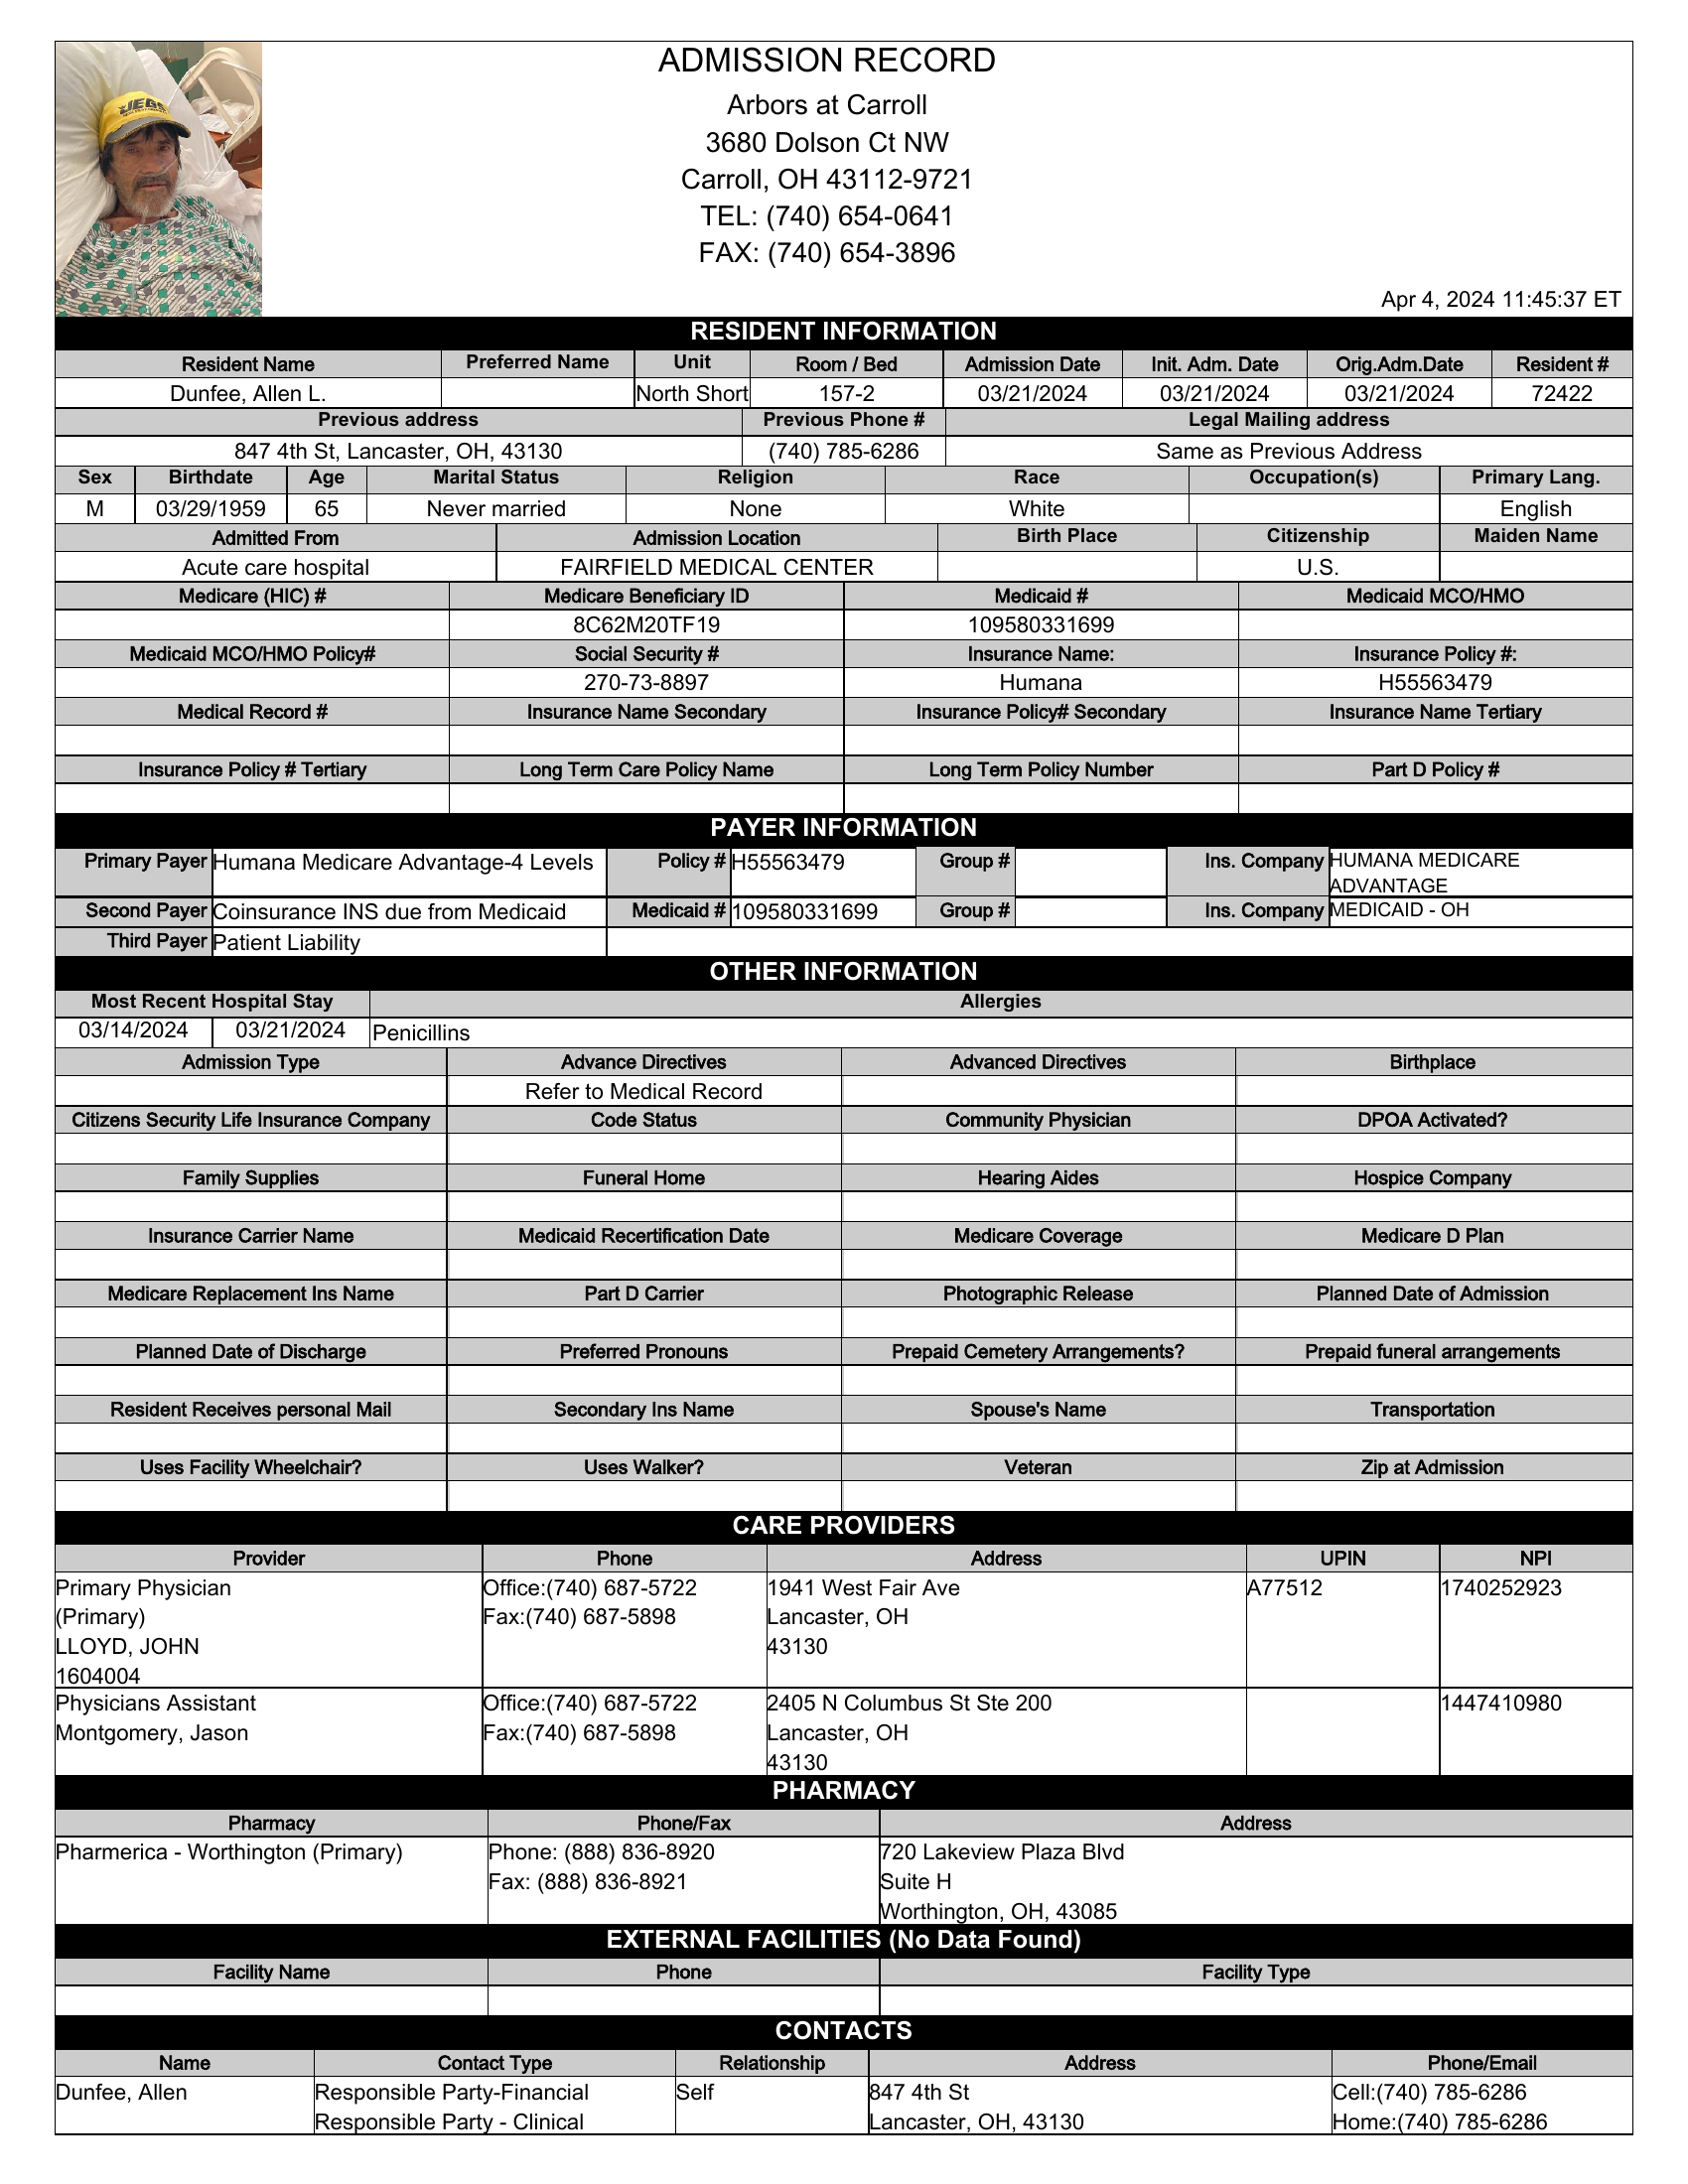 JEGS
ADMISSION RECORD
Arbors at Carroll
3680 Dolson Ct NW
Carroll, OH 43112-9721
TEL: (740) 654-0641
FAX: (740) 654-3896
Apr 4, 2024 11:45:37 ET
RESIDENT INFORMATION
Resident Name Preferred Name Unit Room / Bed Admission Date Init. Adm. Date Orig.Adm.Date Resident #
Dunfee, Allen L. North Short 157-2 03/21/2024 03/21/2024 03/21/2024 72422
Previous address Previous Phone # Legal Mailing address
847 4th St, Lancaster, OH, 43130 (740) 785-6286 Same as Previous Address
Sex Birthdate Age Marital Status Religion Race Occupation(s) Primary Lang.
M 03/29/1959 65 Never married None White English
Admitted From Admission Location Birth Place Citizenship Maiden Name
Acute care hospital FAIRFIELD MEDICAL CENTER U.S.
Medicare (HIC) # Medicare Beneficiary ID Medicaid # Medicaid MCO/HMO
8C62M20TF19 109580331699
Medicaid MCO/HMO Policy# Social Security # Insurance Name: Insurance Policy #:
270-73-8897 Humana H55563479
Medical Record # Insurance Name Secondary Insurance Policy# Secondary Insurance Name Tertiary
Insurance Policy # Tertiary Long Term Care Policy Name Long Term Policy Number Part D Policy #
PAYER INFORMATION
Primary Payer Humana Medicare Advantage-4 Levels Policy # H55563479 Group # Ins. Company HUMANA MEDICARE
ADVANTAGE
Second Payer Coinsurance INS due from Medicaid Medicaid # 109580331699 Group # Ins. Company MEDICAID - OH
Third Payer Patient Liability
OTHER INFORMATION
Most Recent Hospital Stay Allergies
03/14/2024 03/21/2024 Penicillins
Admission Type Advance Directives Advanced Directives Birthplace
Refer to Medical Record
Citizens Security Life Insurance Company Code Status Community Physician DPOA Activated?
Family Supplies Funeral Home Hearing Aides Hospice Company
Insurance Carrier Name Medicaid Recertification Date Medicare Coverage Medicare D Plan
Medicare Replacement Ins Name Part D Carrier Photographic Release Planned Date of Admission
Planned Date of Discharge Preferred Pronouns Prepaid Cemetery Arrangements? Prepaid funeral arrangements
Resident Receives personal Mail Secondary Ins Name Spouse's Name Transportation
Uses Facility Wheelchair? Uses Walker? Veteran Zip at Admission
CARE PROVIDERS
Provider Phone Address UPIN NPI
Primary Physician Office:(740) 687-5722 1941 West Fair Ave A77512 1740252923
(Primary) Fax:(740) 687-5898 Lancaster, OH
LLOYD, JOHN 43130
1604004
Physicians Assistant Office:(740) 687-5722 2405 N Columbus St Ste 200 1447410980
Montgomery, Jason Fax:(740) 687-5898 Lancaster, OH
43130
PHARMACY
Pharmacy Phone/Fax Address
Pharmerica - Worthington (Primary) Phone: (888) 836-8920 720 Lakeview Plaza Blvd
Fax: (888) 836-8921 Suite H
Worthington, OH, 43085
EXTERNAL FACILITIES (No Data Found)
Facility Name Phone Facility Type
CONTACTS
Name Contact Type Relationship Address Phone/Email
Dunfee, Allen Responsible Party-Financial Self 847 4th St Cell:(740) 785-6286
Responsible Party - Clinical Lancaster, OH, 43130 Home:(740) 785-6286